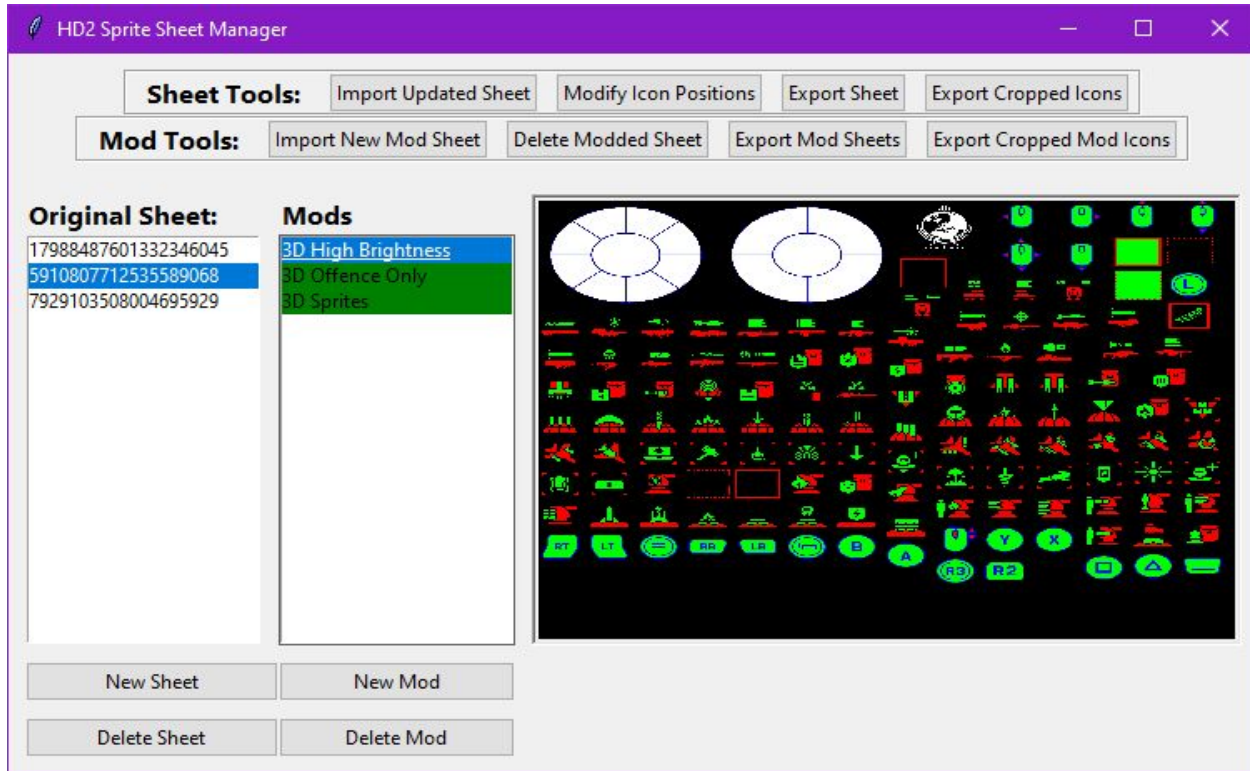 HD2 Sprite Sheet Manager
Sheet Tools: Import Updated Sheet Modify Icon Positions Export Sheet Export Cropped Icons
Mod Tools: Import New Mod Sheet Delete Modded Sheet Export Mod Sheets Export Cropped Mod Icons
Original Sheet: Mods
17988487601332346045 3D High Brightness
5910807712535589068 3D Offence Only
7929103508004695929 3D Sprites
L
RT LT RB LB B A Y X
R3 R2
New Sheet New Mod
Delete Sheet Delete Mod